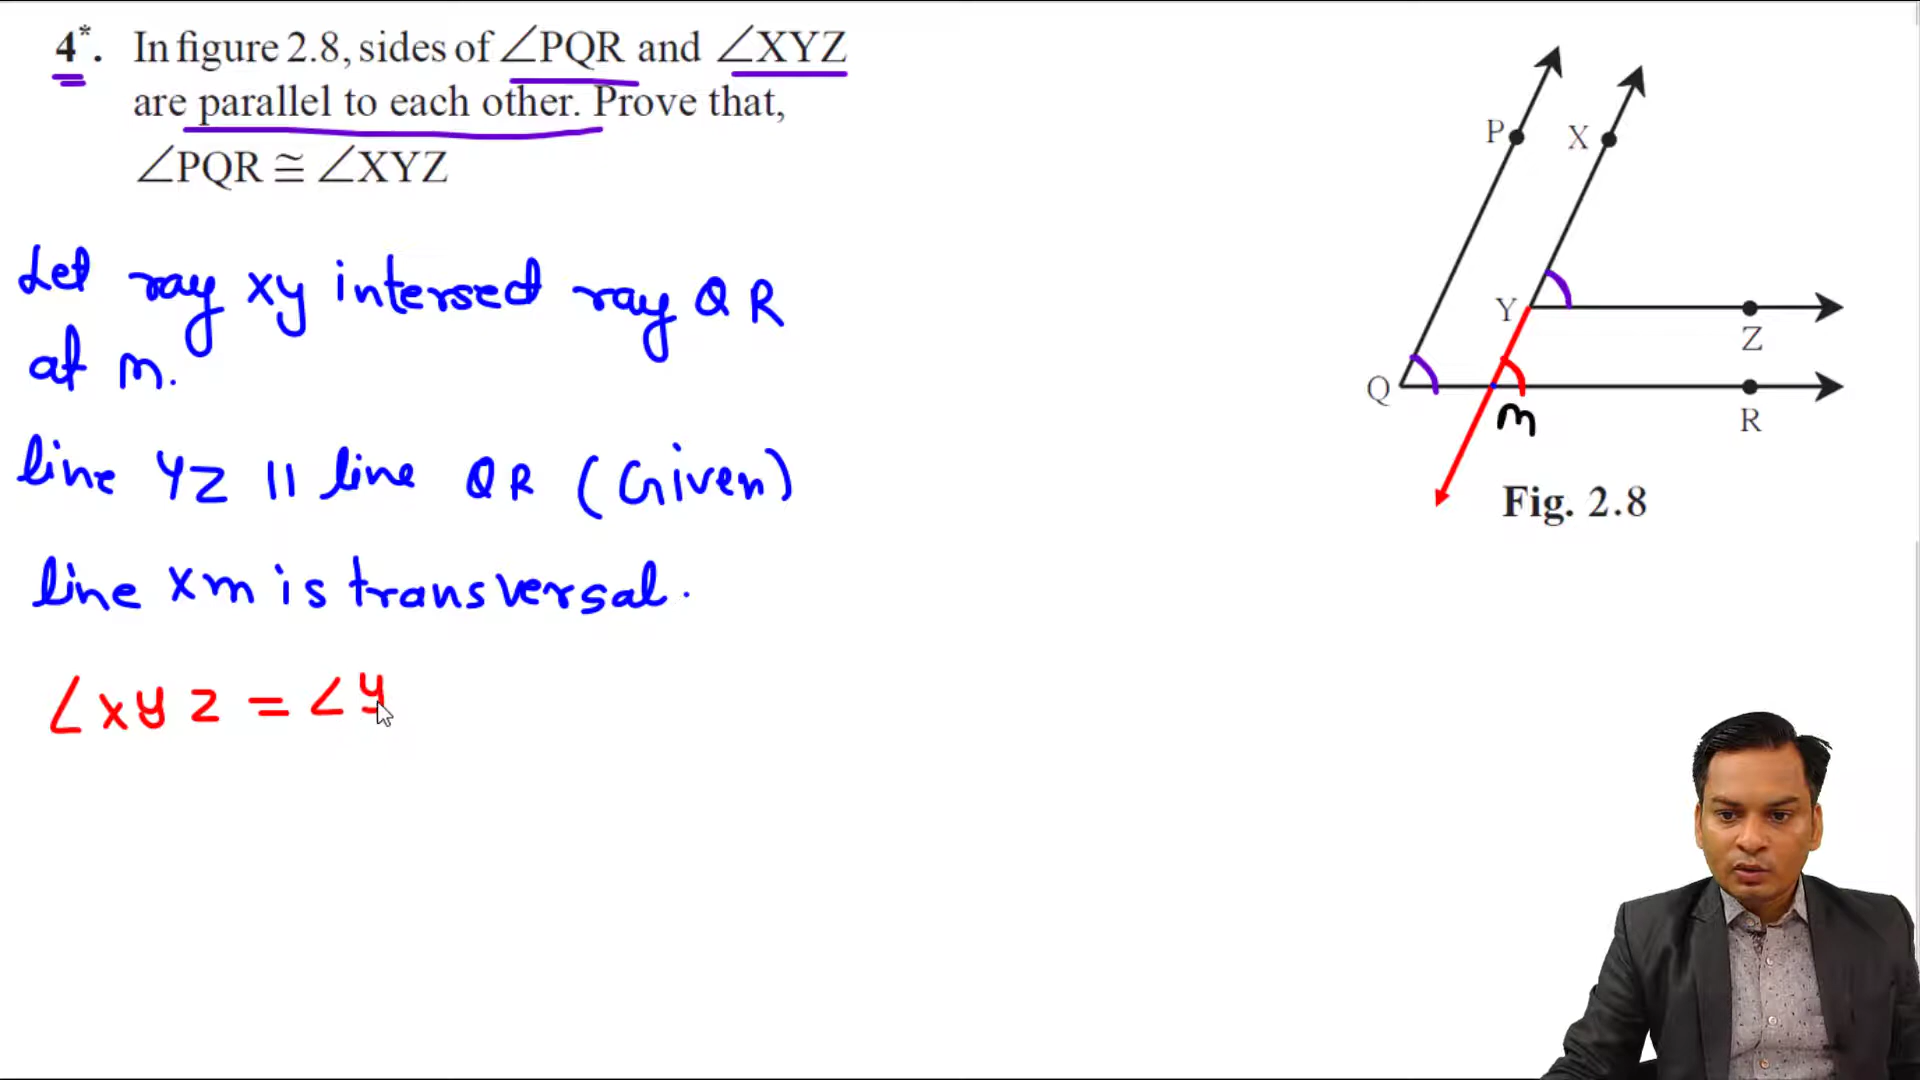 4*. In figure 2.8, sides of ∠PQR and ∠XYZ
are parallel to each other. Prove that,
∠PQR ≅ ∠XYZ
Let ray xy intersect ray QR
at m.
line YZ || line QR (Given)
line xm is transversal.
∠xyz = ∠y
P
X
Y
Z
Q
R
m
Fig. 2.8